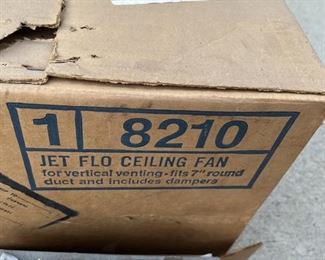 1 8210
JET FLO CEILING FAN
for vertical venting-fits 7" round
duct and includes dampers